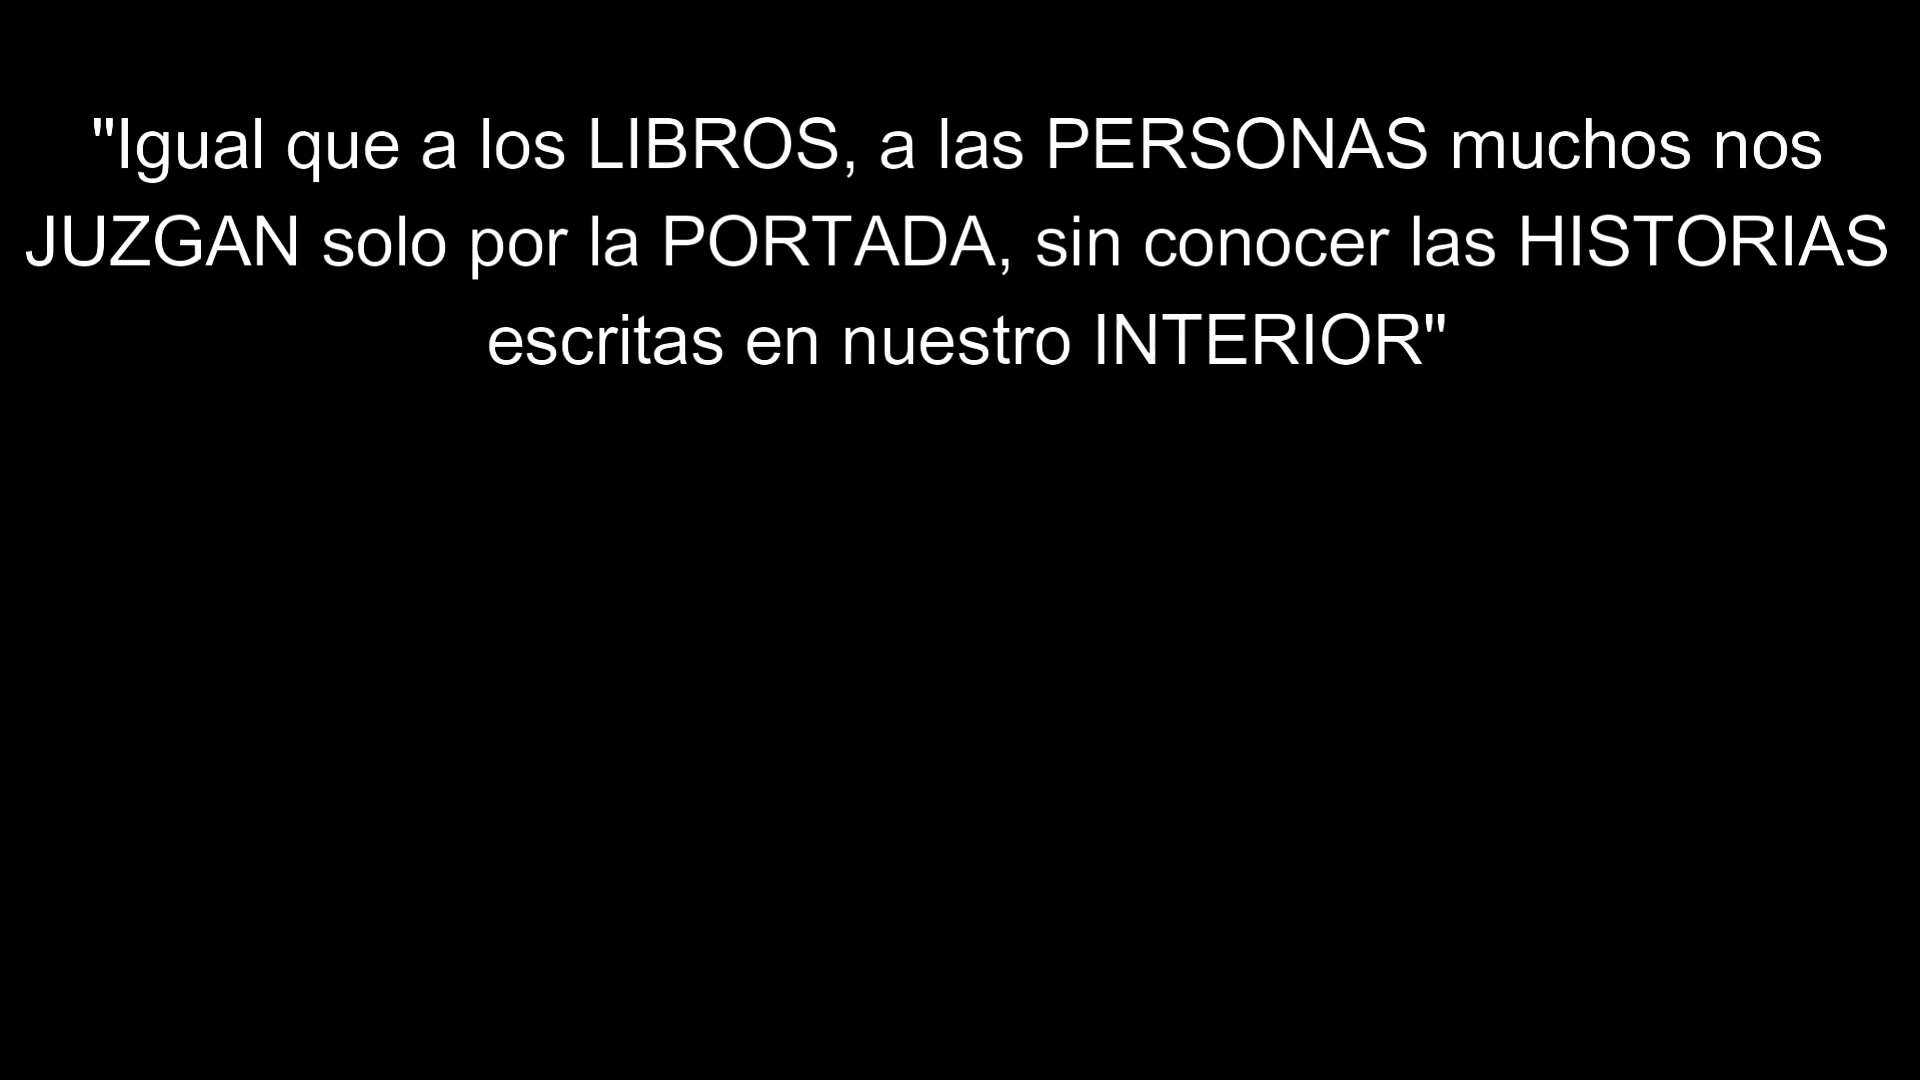 "Igual que a los LIBROS, a las PERSONAS muchos nos
JUZGAN solo por la PORTADA, sin conocer las HISTORIAS
escritas en nuestro INTERIOR"